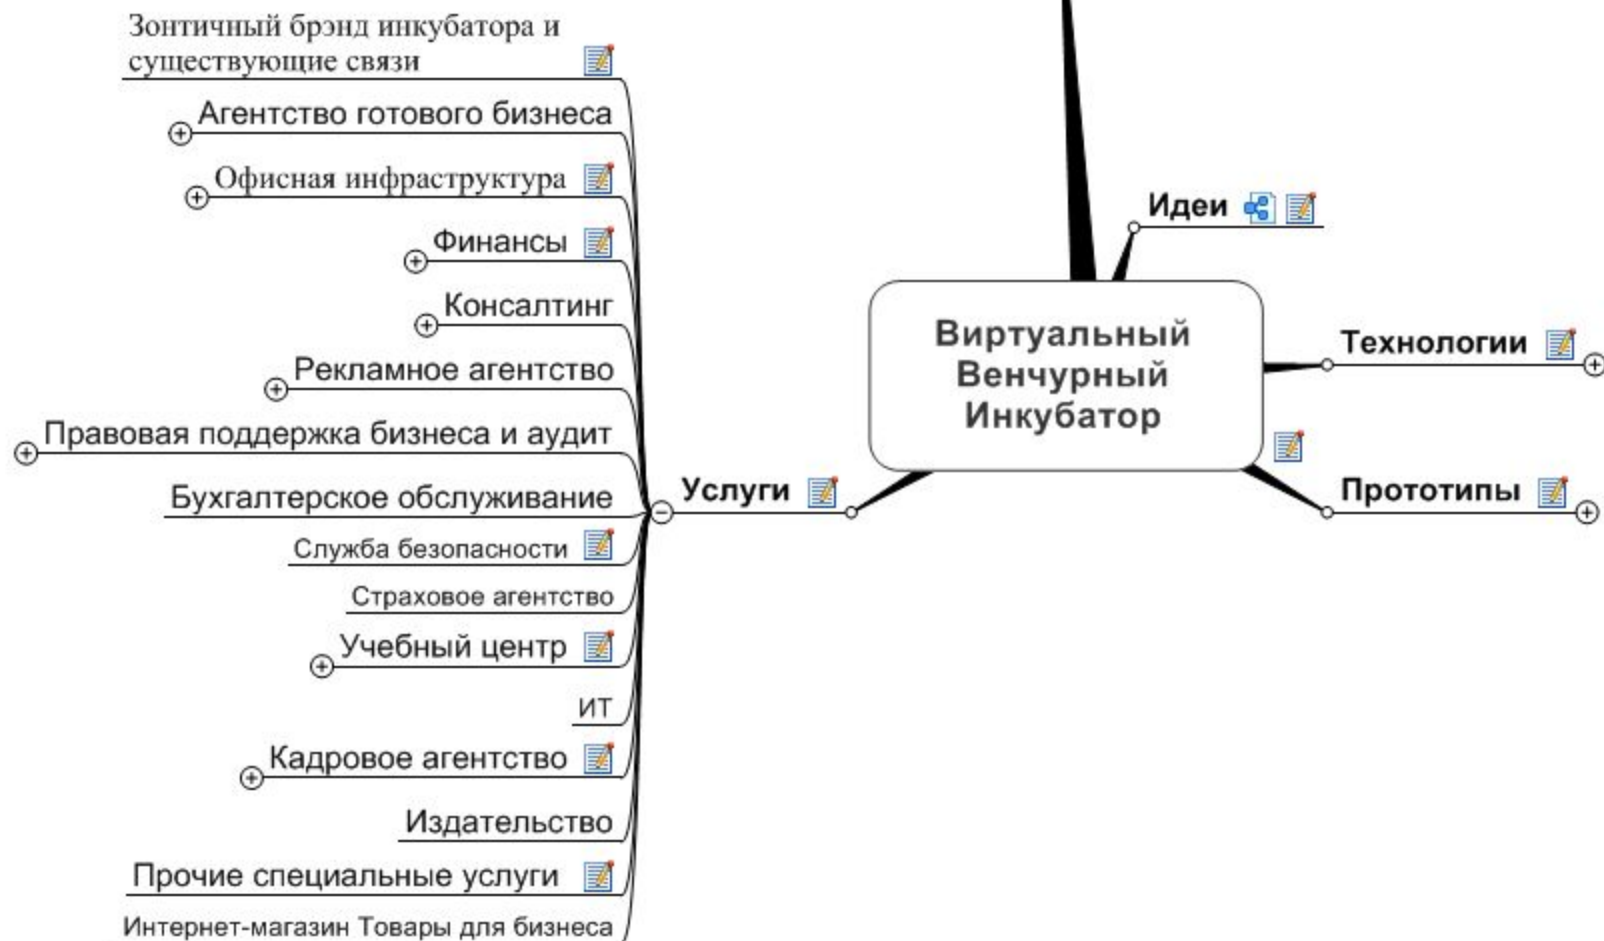 Зонтичный брэнд инкубатора и
существующие связи
Агентство готового бизнеса
Офисная инфраструктура
Финансы
Консалтинг
Рекламное агентство
Правовая поддержка бизнеса и аудит
Бухгалтерское обслуживание
Служба безопасности
Страховое агентство
Учебный центр
ИТ
Кадровое агентство
Издательство
Прочие специальные услуги
Интернет-магазин Товары для бизнеса
Услуги
Виртуальный
Венчурный
Инкубатор
Идеи
Технологии
Прототипы